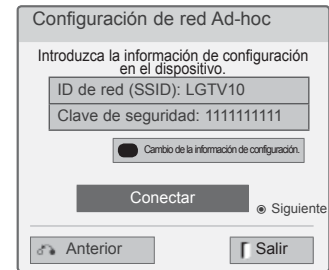 Configuración de red Ad-hoc
Introduzca la información de configuración
en el dispositivo.
ID de red (SSID): LGTV10
Clave de seguridad: 1111111111
Cambio de la información de configuración.
Conectar
Siguiente
Anterior
Salir